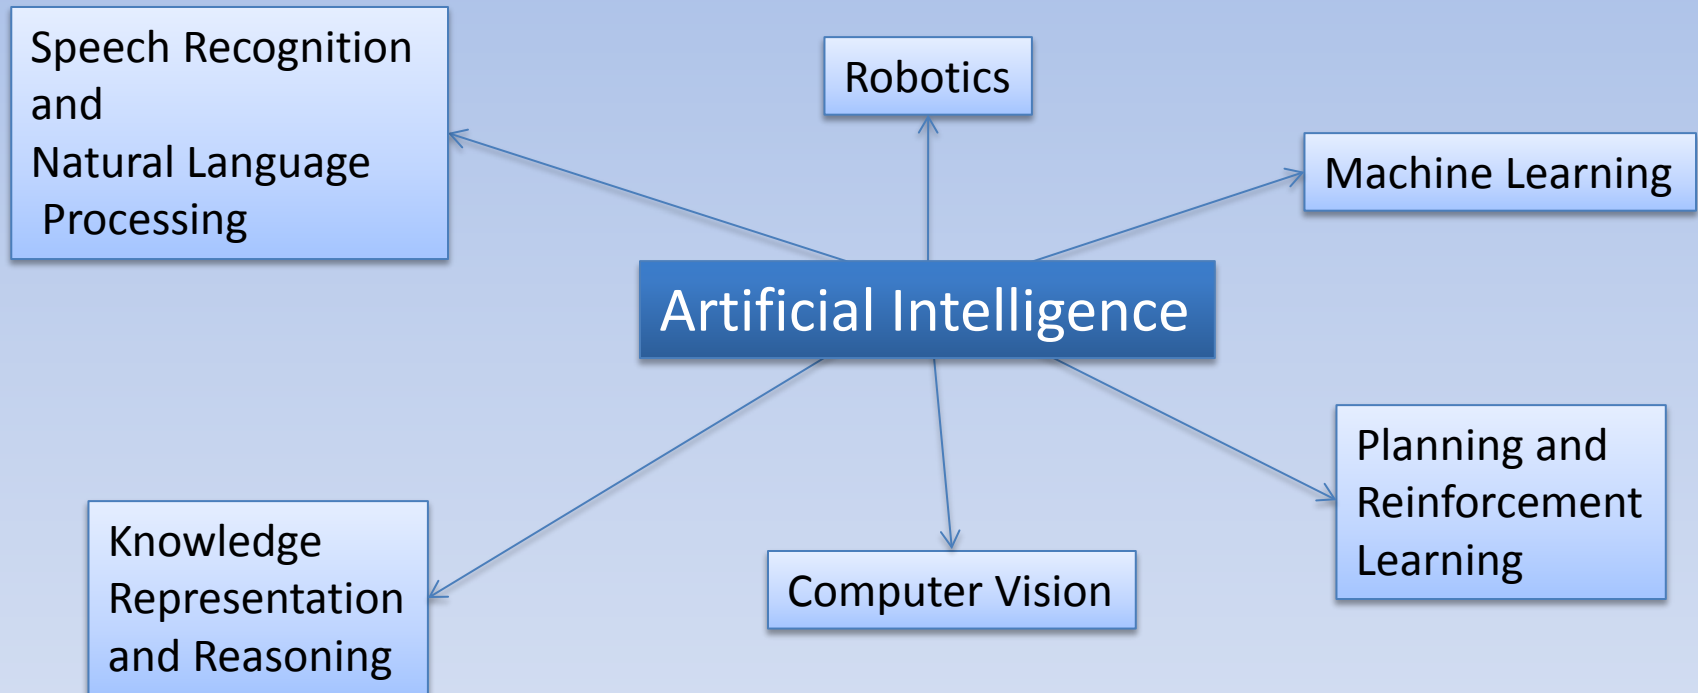 Speech Recognition
and
Natural Language
Processing
Robotics
Machine Learning
Artificial Intelligence
Planning and
Reinforcement
Learning
Knowledge
Representation
and Reasoning
Computer Vision